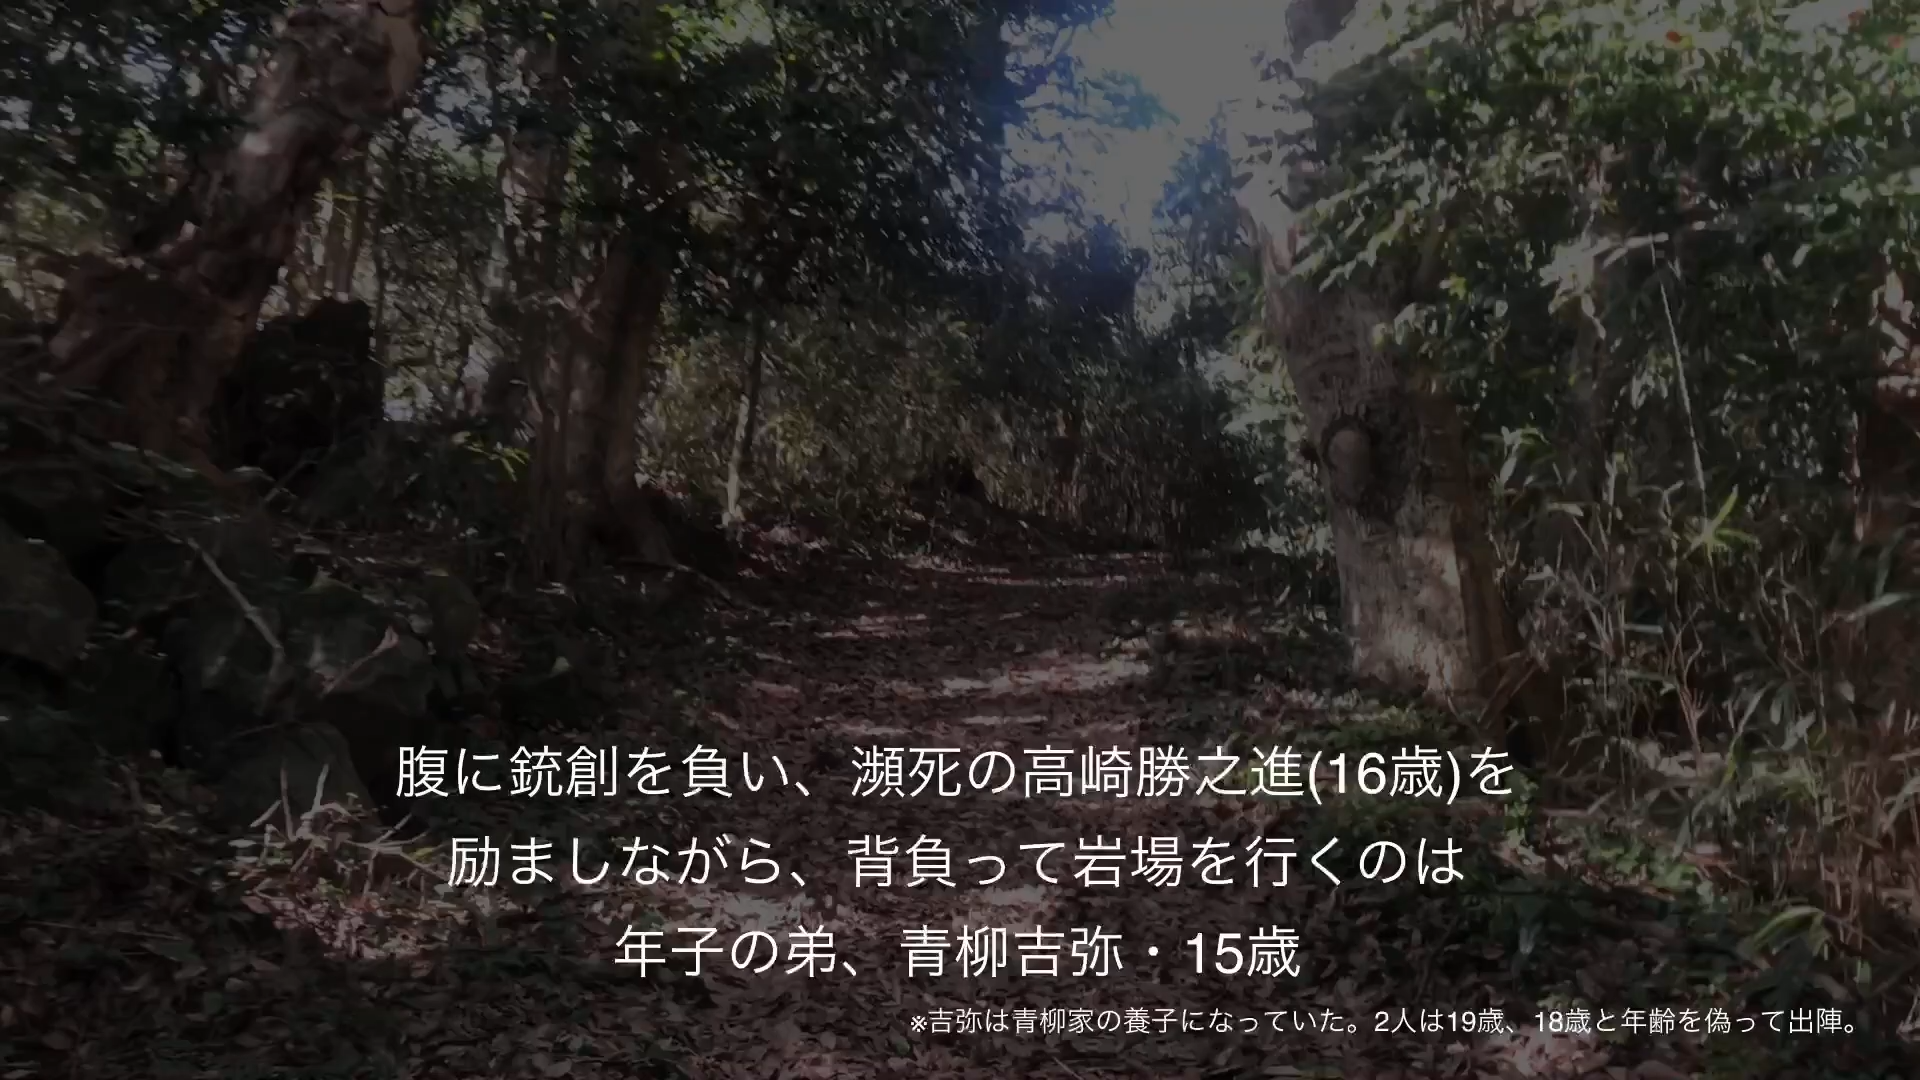 腹に銃創を負い、瀕死の高崎勝之進(16歳)を
励ましながら、背負って岩場を行くのは
年子の弟、青柳吉弥・15歳
※吉弥は青柳家の養子になっていた。2人は19歳、18歳と年齢を偽って出陣。